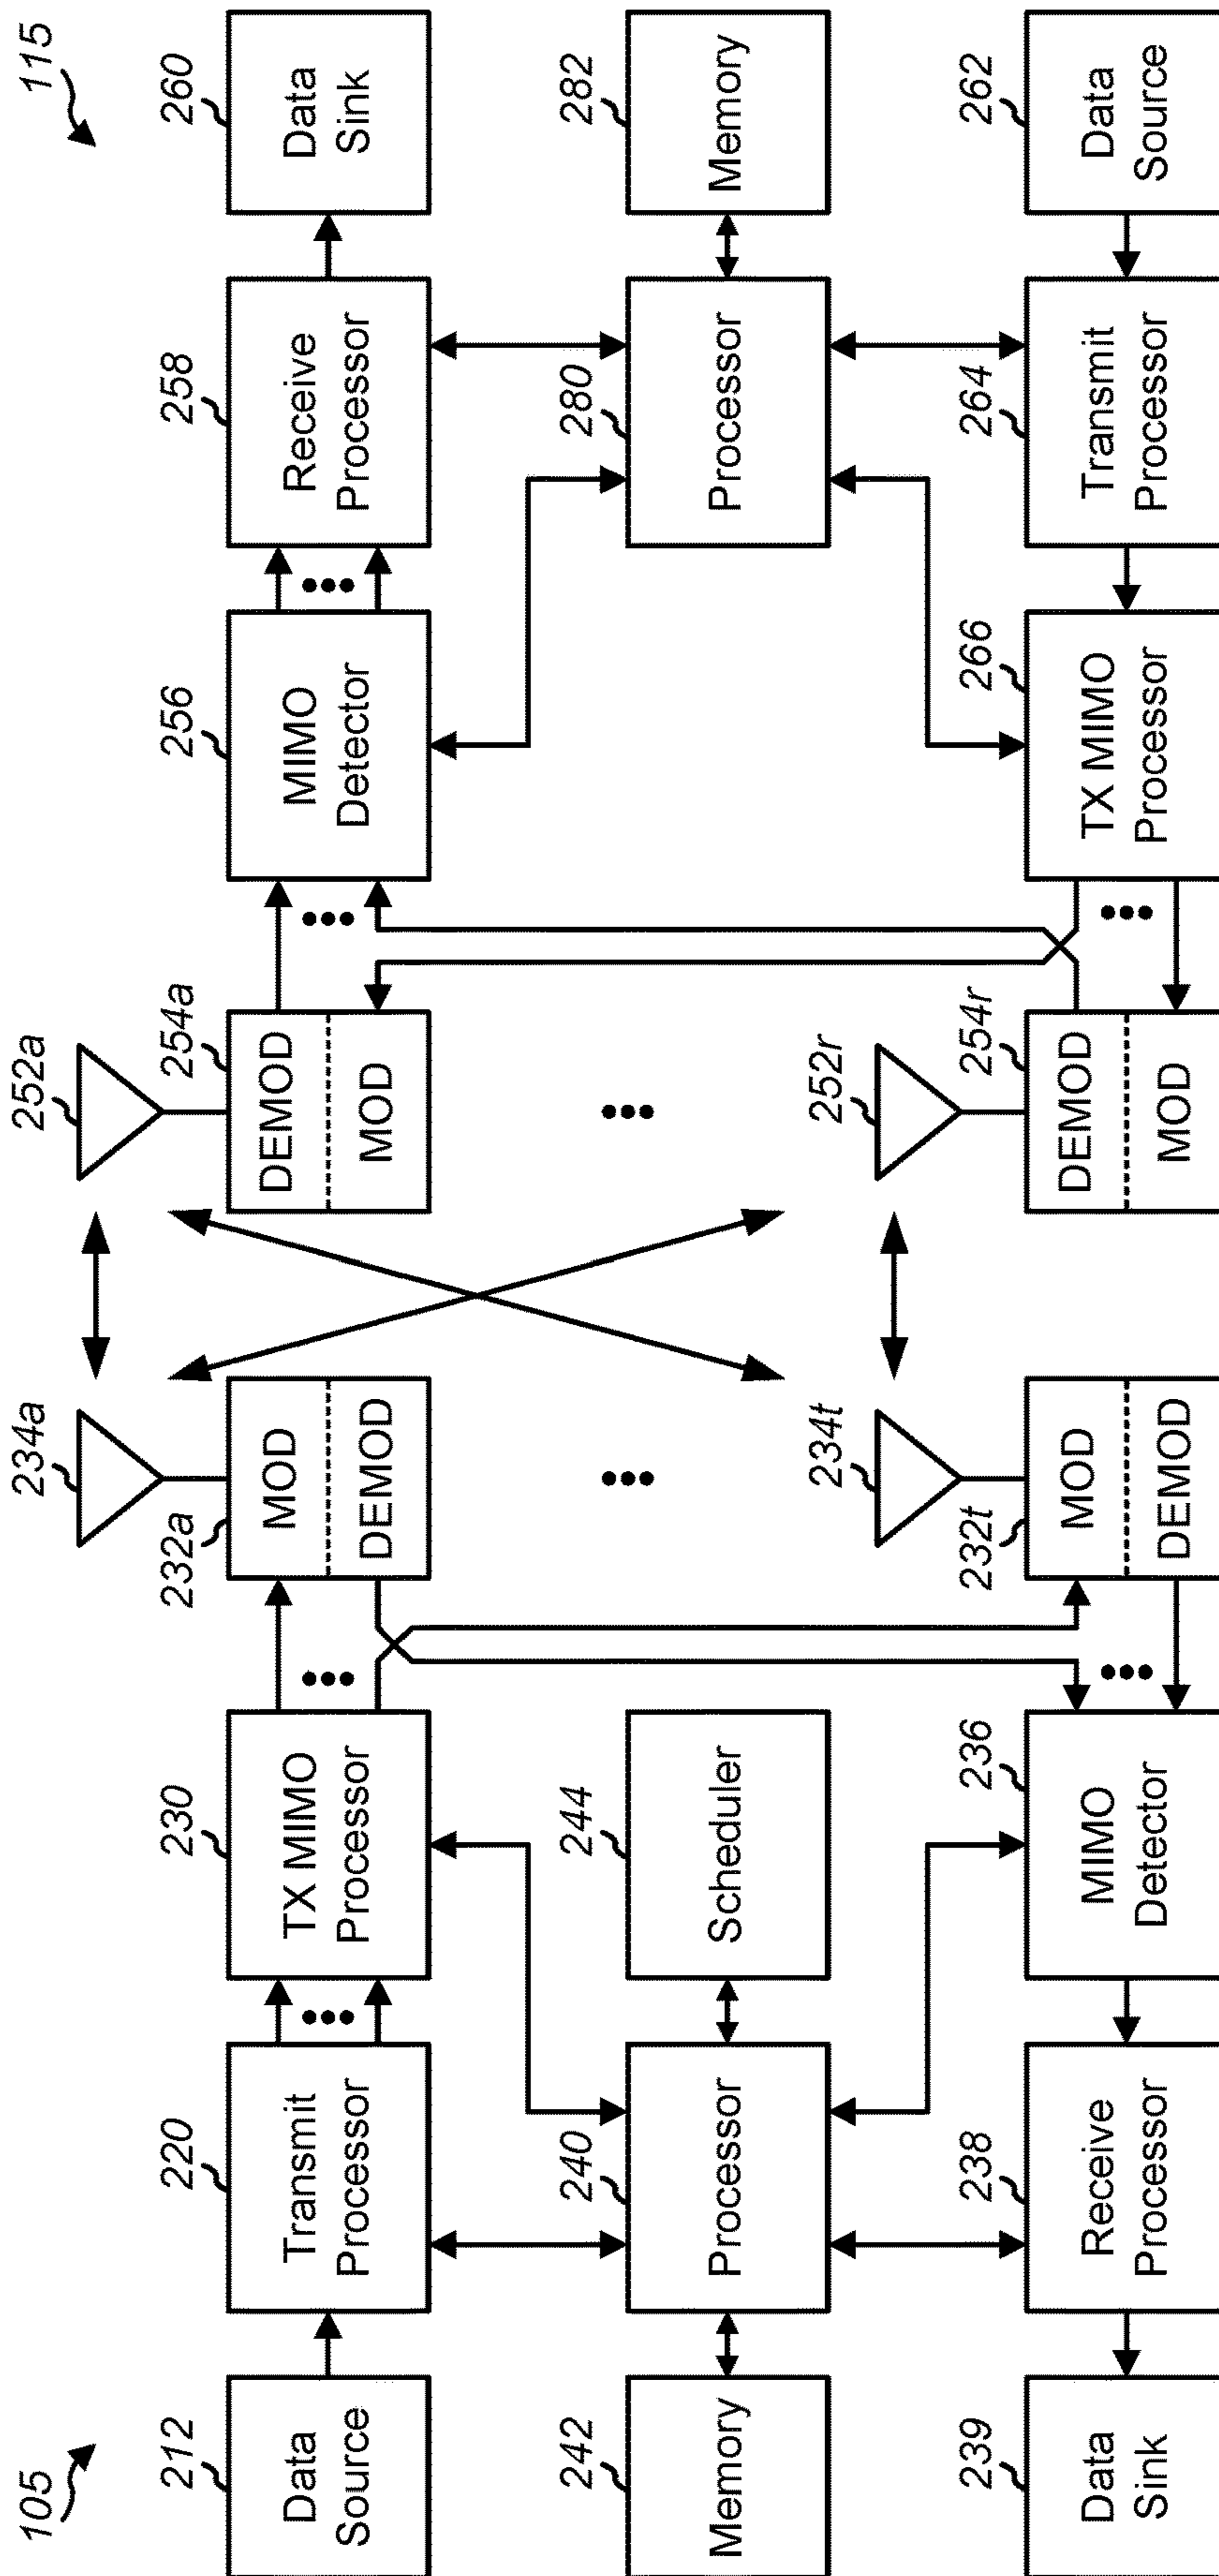 105
115
212
Data
Source
220
Transmit
Processor
230
TX MIMO
Processor
•••
•••
232a
MOD
DEMOD
234a
252a
254a
DEMOD
MOD
•••
256
MIMO
Detector
•••
258
Receive
Processor
260
Data
Sink
242
Memory
240
Processor
244
Scheduler
•••
•••
280
Processor
282
Memory
239
Data
Sink
238
Receive
Processor
236
MIMO
Detector
•••
232t
MOD
DEMOD
234t
252r
254r
DEMOD
MOD
•••
266
TX MIMO
Processor
264
Transmit
Processor
262
Data
Source